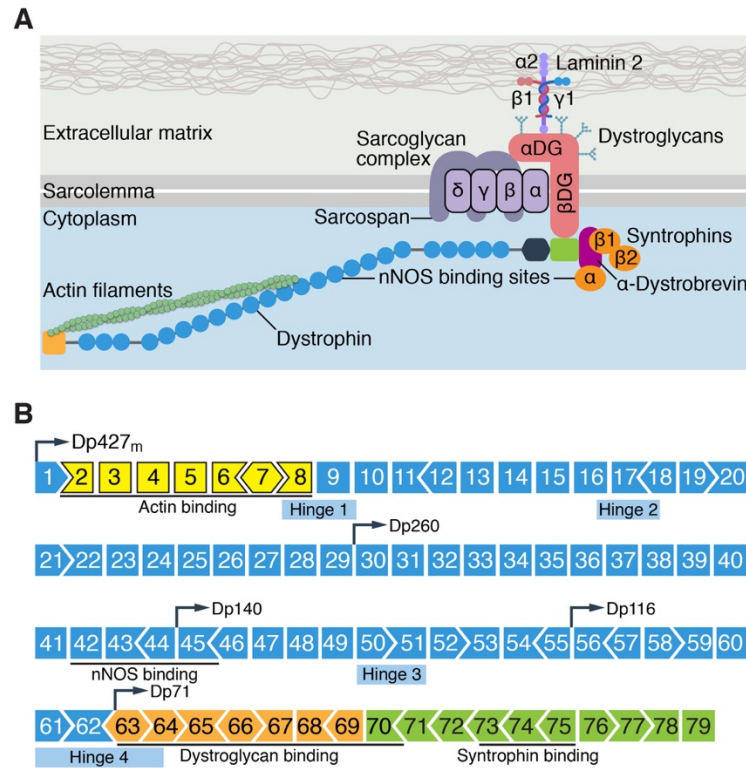 A
α2 Laminin 2
β1 γ1
Extracellular matrix
Sarcoglycan
complex
Dystroglycans
αDG
βDG
δ γ β α
Sarcolemma
Cytoplasm
Sarcospan
β1 Syntrophins
β2
nNOS binding sites
α
α-Dystrobrevin
Actin filaments
Dystrophin
B
Dp427m
1 2 3 4 5 6 7 8 9 10 11 12 13 14 15 16 17 18 19 20
Actin binding
Hinge 1 Hinge 2
Dp260
21 22 23 24 25 26 27 28 29 30 31 32 33 34 35 36 37 38 39 40
Dp140 Dp116
41 42 43 44 45 46 47 48 49 50 51 52 53 54 55 56 57 58 59 60
nNOS binding Hinge 3
Dp71
61 62 63 64 65 66 67 68 69 70 71 72 73 74 75 76 77 78 79
Hinge 4 Dystroglycan binding Syntrophin binding